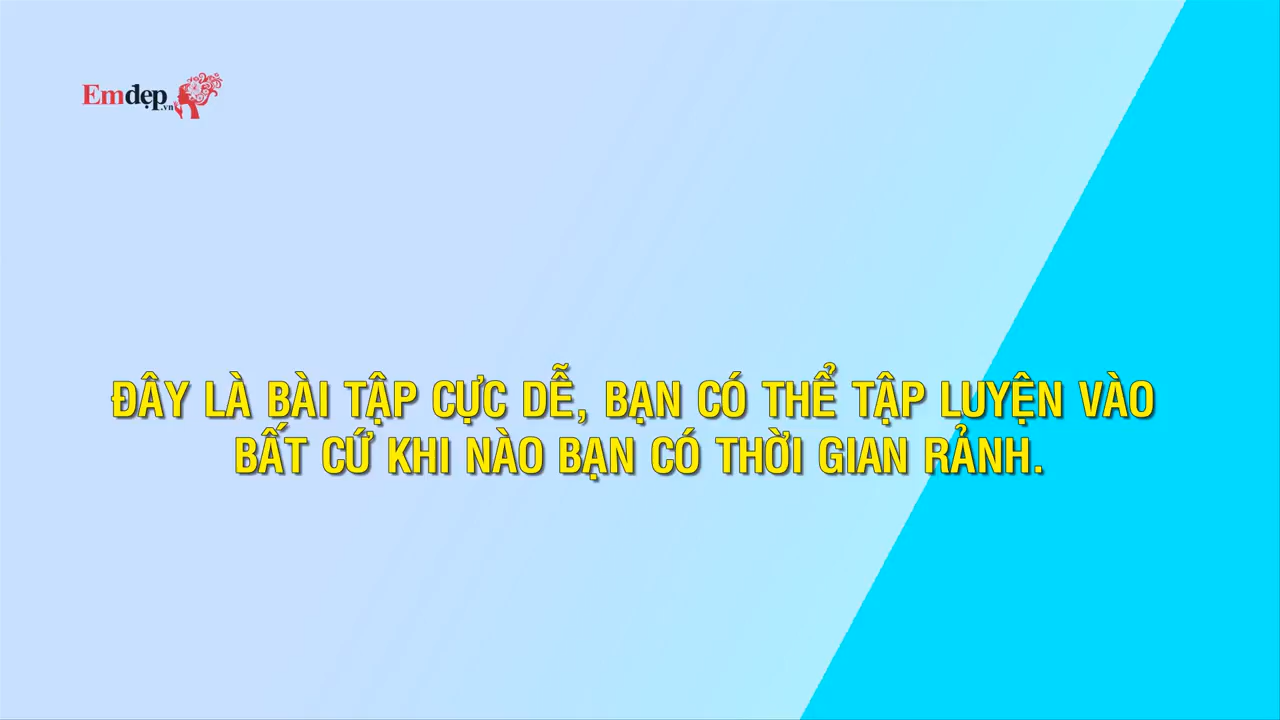 Emdẹp.vn
ĐÂY LÀ BÀI TẬP CỰC DỄ, BẠN CÓ THỂ TẬP LUYỆN VÀO
BẤT CỨ KHI NÀO BẠN CÓ THỜI GIAN RẢNH.